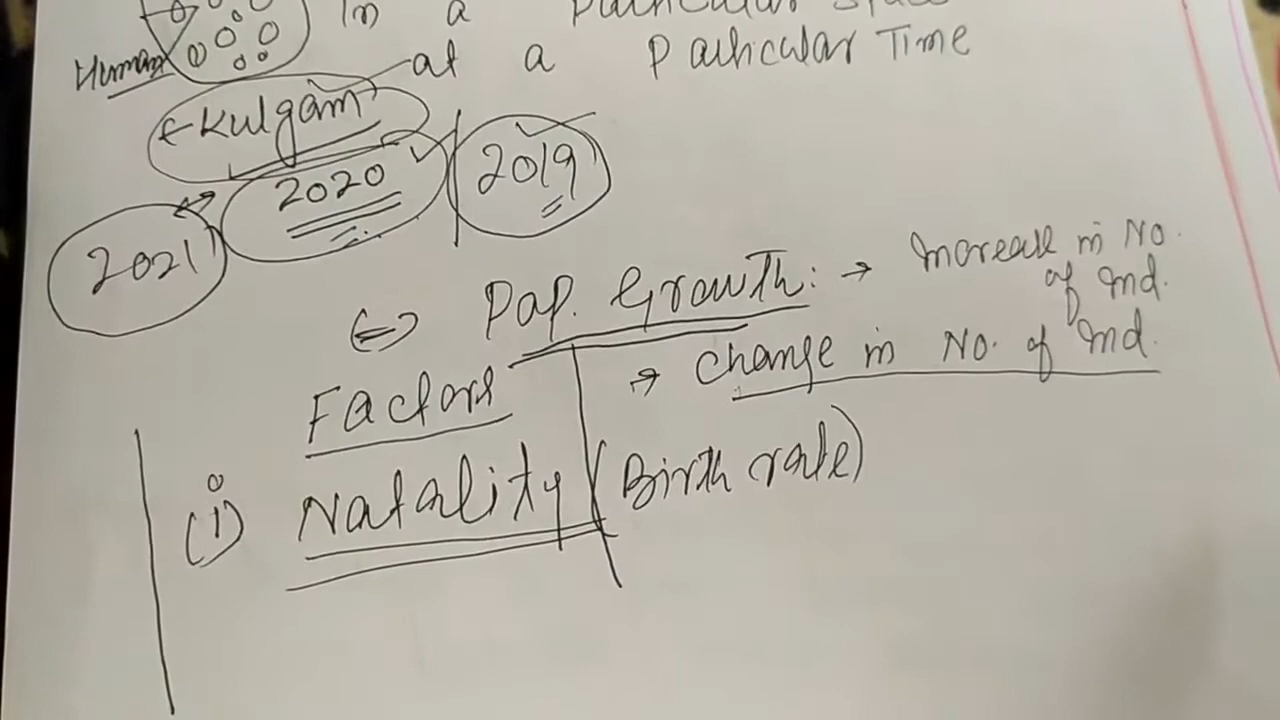 In a Particular Space
Human
at a Particular Time
Kulgam
2021 2020 2019
Pop. Growth: → Increase in No.
of Ind.
→ Change in No. of Ind.
Factors
(i) Natality (Birth rate)